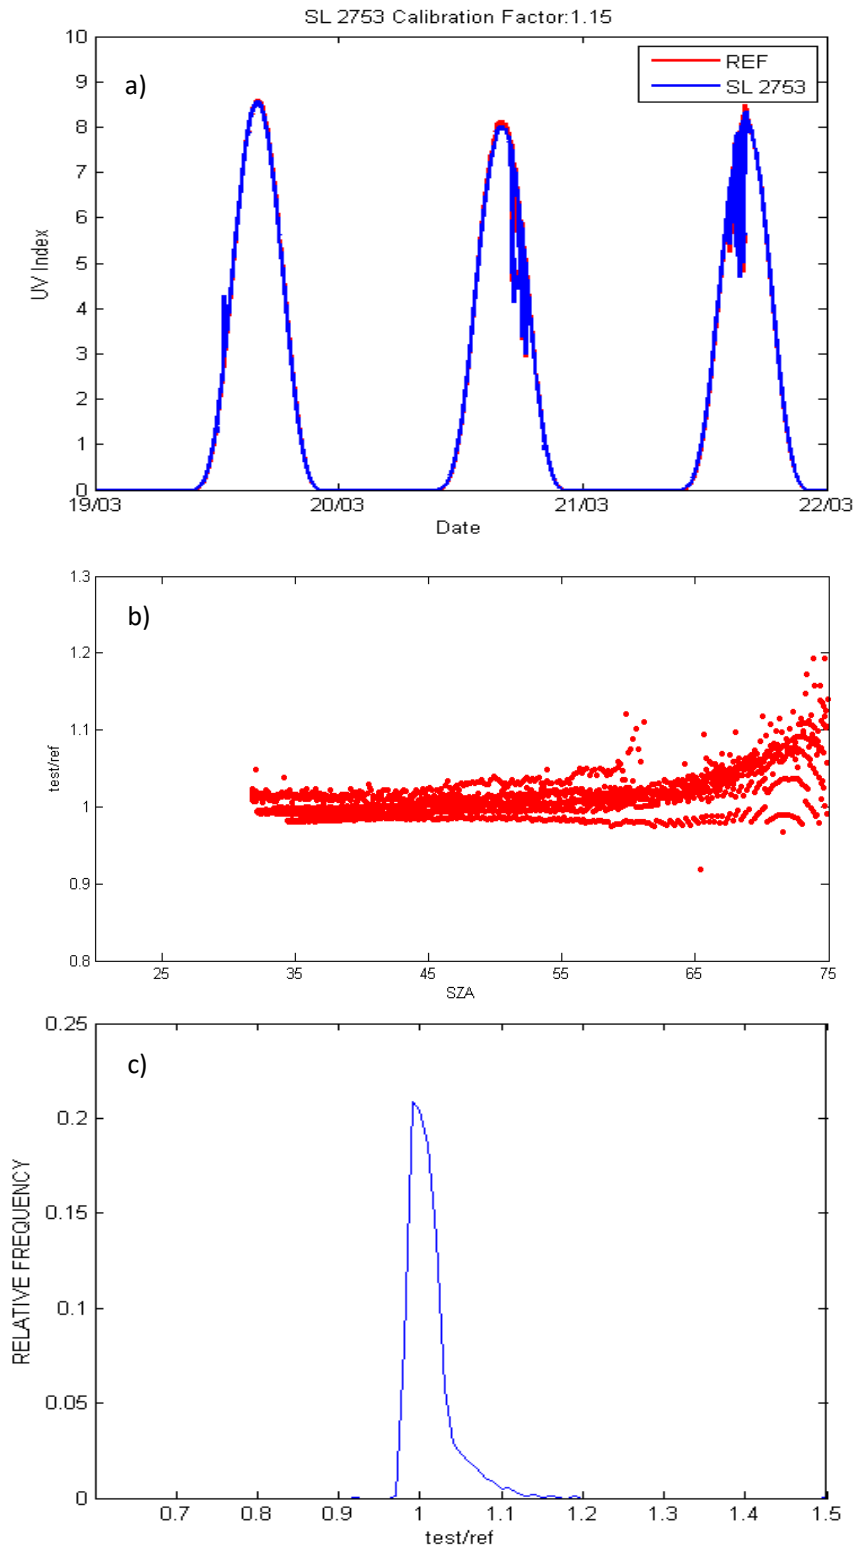 SL 2753 Calibration Factor:1.15
a)
REF
SL 2753
10
9
8
7
6
5
4
3
2
1
0
UV Index
19/03 20/03 21/03 22/03
Date
b)
1.3
1.2
1.1
1
0.9
0.8
test/ref
25 35 45 55 65 75
SZA
c)
0.25
0.2
0.15
0.1
0.05
0
RELATIVE FREQUENCY
0.7 0.8 0.9 1 1.1 1.2 1.3 1.4 1.5
test/ref